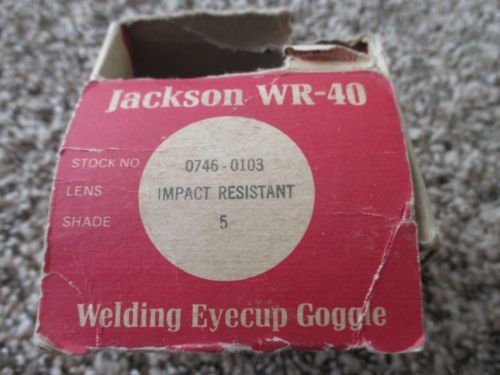 Jackson WR-40
STOCK NO 0746-0103
LENS IMPACT RESISTANT
SHADE 5
Welding Eyecup Goggle